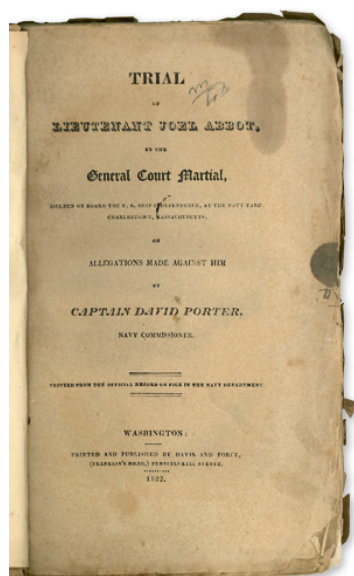 TRIAL
OF
LIEUTENANT JOEL ABBOT,
BY THE
General Court Martial,
HOLDEN ON BOARD THE U. S. SHIP INDEPENDENCE, AT THE NAVY YARD,
CHARLESTOWN, MASSACHUSETTS.
ON
ALLEGATIONS MADE AGAINST HIM
BY
CAPTAIN DAVID PORTER,
NAVY COMMISSIONER.
PRINTED FROM THE OFFICIAL RECORD ON FILE IN THE NAVY DEPARTMENT.
WASHINGTON:
PRINTED AND PUBLISHED BY DAVIS AND FORCE,
(FRANKLIN'S HEAD,) PENNSYLVANIA AVENUE.
1822.